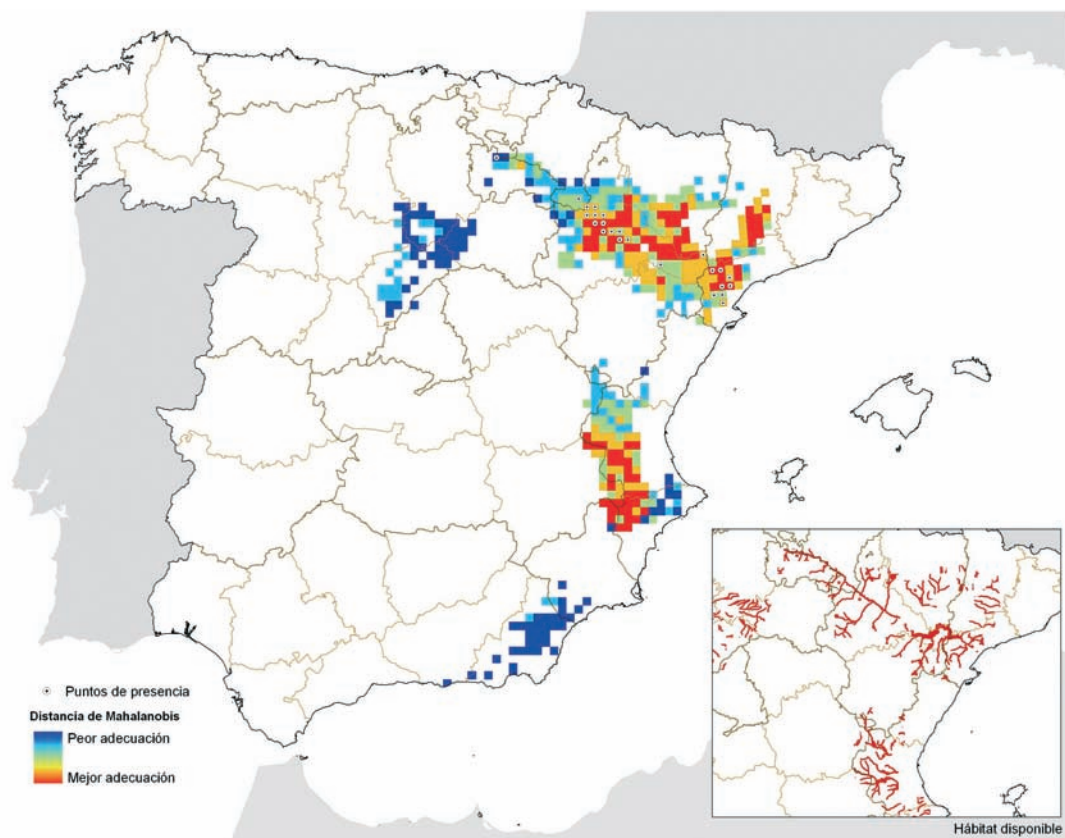 Puntos de presencia
Distancia de Mahalanobis
Peor adecuación
Mejor adecuación
Hábitat disponible